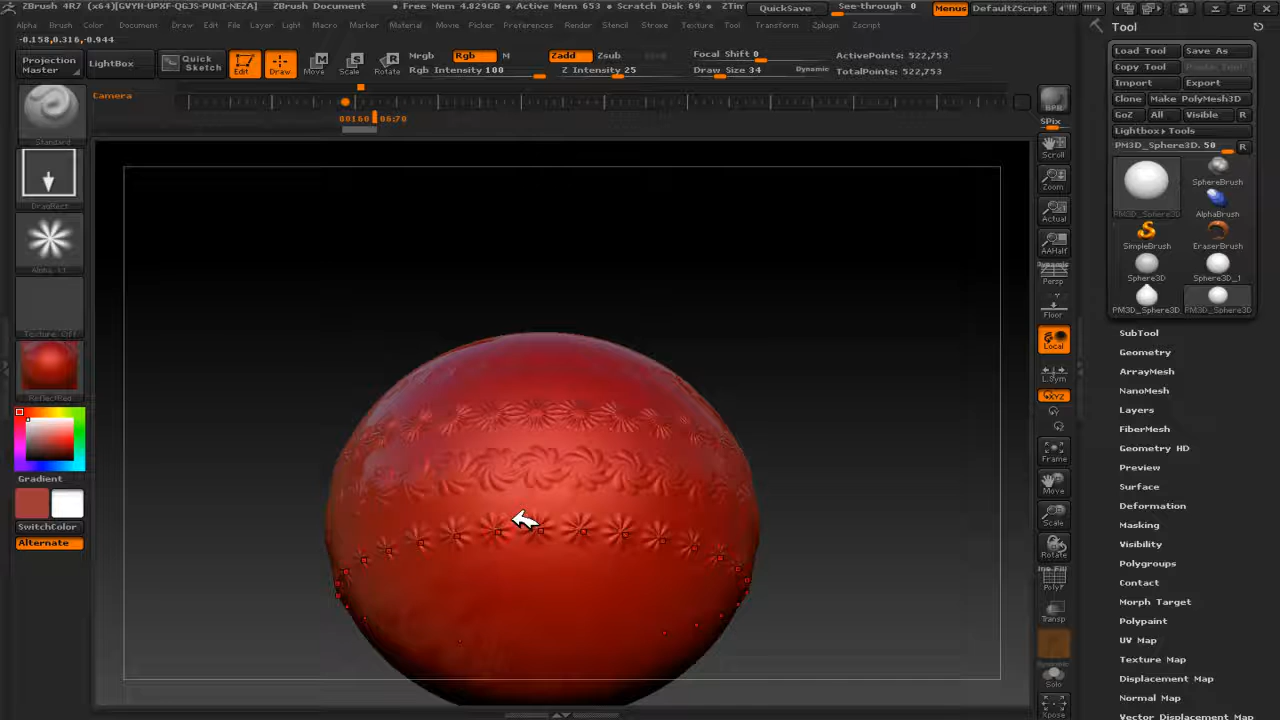 ZBrush 4R7 (x64)[GVYH-UPXF-QGJS-PUMI-NEZA] ZBrush Document • Free Mem 4.829GB • Active Mem 653 • Scratch Disk 69 • ZTim QuickSave See-through 0 Menus DefaultZScript
Alpha Brush Color Document Draw Edit File Layer Light Macro Marker Material Movie Picker Preferences Render Stencil Stroke Texture Tool Transform Zplugin Zscript
-0.158,0.316,-0.944
Projection Master
LightBox
Quick Sketch
Edit
Draw
Move
Scale
Rotate
Mrgb Rgb M
Rgb Intensity 100
Zadd Zsub
Z Intensity 25
Focal Shift 0
Draw Size 34 Dynamic
ActivePoints: 522,753
TotalPoints: 522,753
Camera
Standard
DragRect
Gradient
SwitchColor
Alternate
BPR
SPix
Scroll
Zoom
Actual
AAHalf
Dynamic
Persp
Floor
Local
L.Sym
XYZ
Frame
Move
Scale
Rotate
Line Fill
PolyF
Transp
Solo
Xpose
Tool
Load Tool Save As
Copy Tool
Import Export
Clone Make PolyMesh3D
GoZ All Visible R
Lightbox▸Tools
PM3D_Sphere3D. 50 R
PM3D_Sphere3D
SphereBrush
AlphaBrush
SimpleBrush
EraserBrush
Sphere3D
Sphere3D_1
PM3D_Sphere3D
PM3D_Sphere3D
SubTool
Geometry
ArrayMesh
NanoMesh
Layers
FiberMesh
Geometry HD
Preview
Surface
Deformation
Masking
Visibility
Polygroups
Contact
Morph Target
Polypaint
UV Map
Texture Map
Displacement Map
Normal Map
Vector Displacement Map